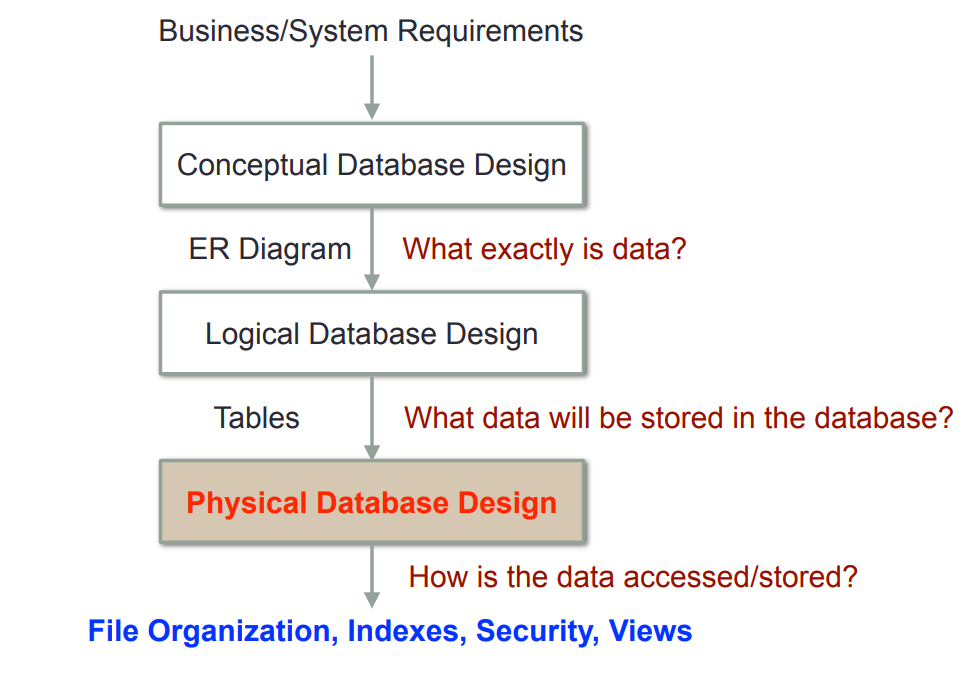 Business/System Requirements
Conceptual Database Design
ER Diagram
What exactly is data?
Logical Database Design
Tables
What data will be stored in the database?
Physical Database Design
How is the data accessed/stored?
File Organization, Indexes, Security, Views